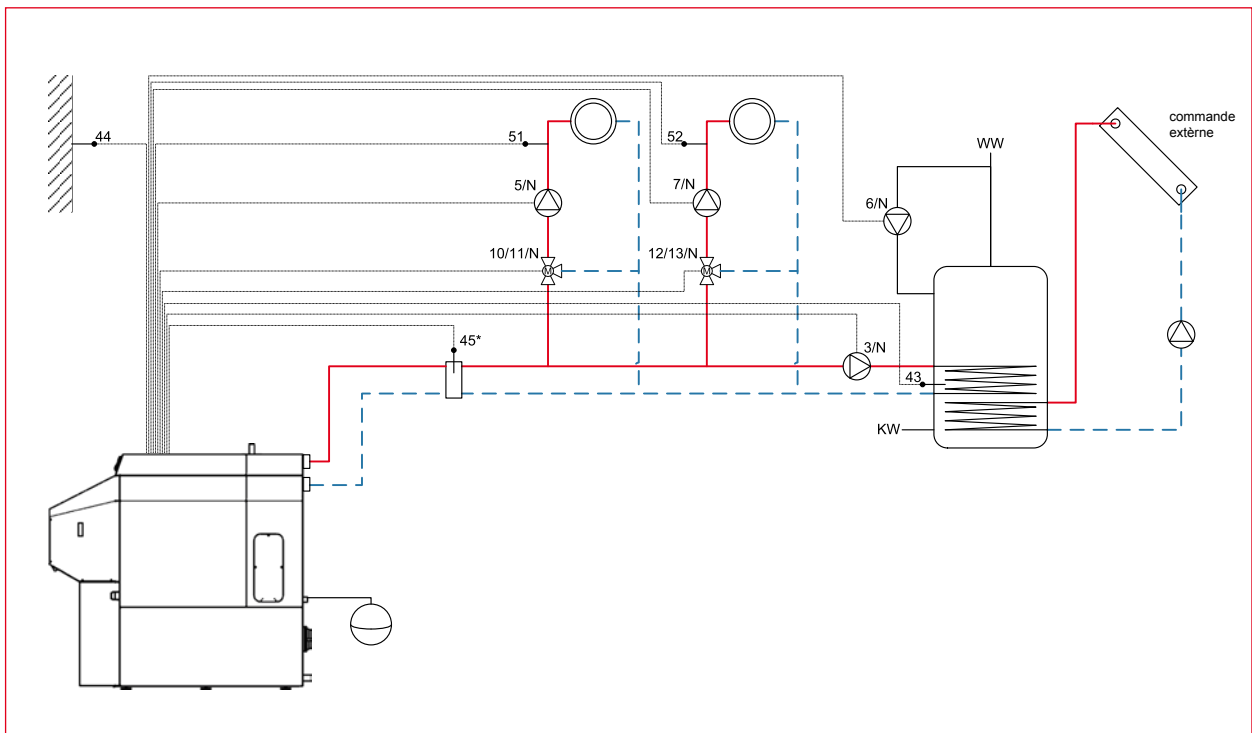 44
51
52
commande
extèrne
WW
5/N
7/N
6/N
10/11/N
12/13/N
M
M
45*
3/N
43
KW